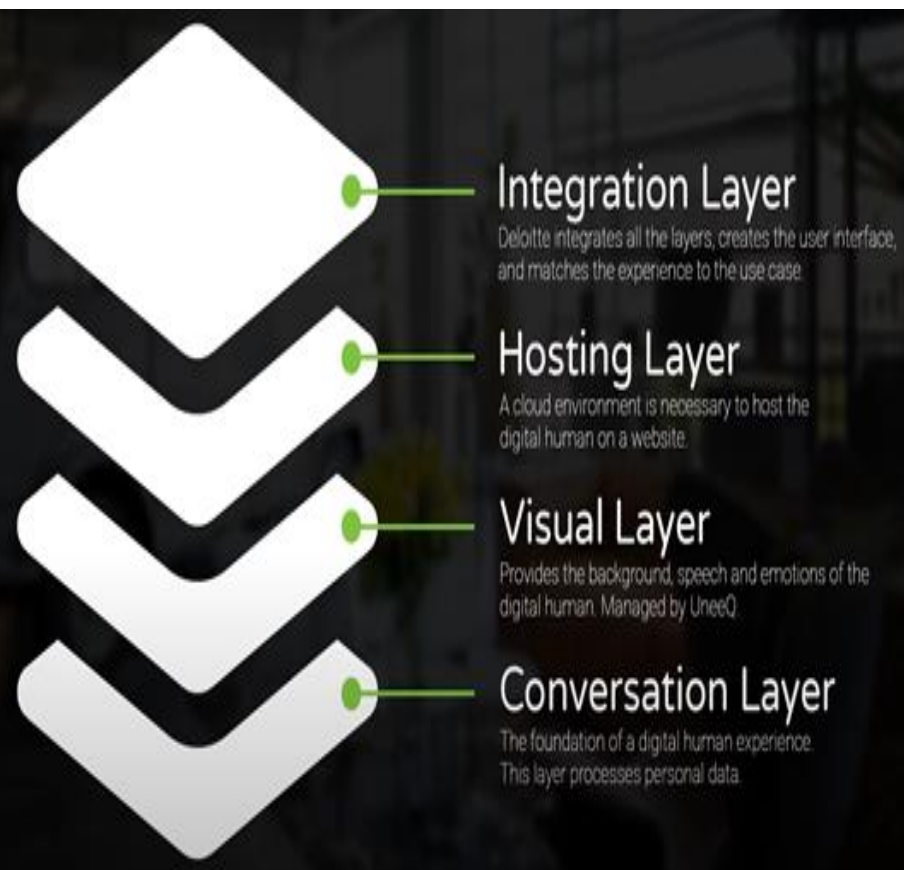 Integration Layer
Deloitte integrates all the layers, creates the user interface,
and matches the experience to the use case.
Hosting Layer
A cloud environment is necessary to host the
digital human on a website.
Visual Layer
Provides the background, speech and emotions of the
digital human. Managed by UneeQ.
Conversation Layer
The foundation of a digital human experience.
This layer processes personal data.